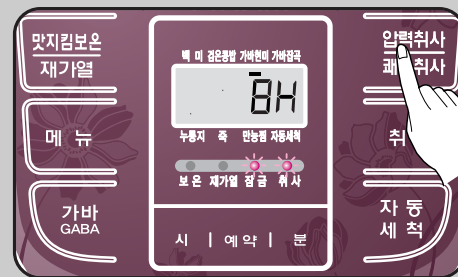 맛지킴보온
재가열
메 뉴
가바
GABA
백 미 검은콩밥 가바현미 가바잡곡
8H
누룽지 죽 만능찜 자동세척
보 온 재가열 잠 금 취 사
시 | 예 약 | 분
압력취사
쾌 취사
취
자 동
세 척